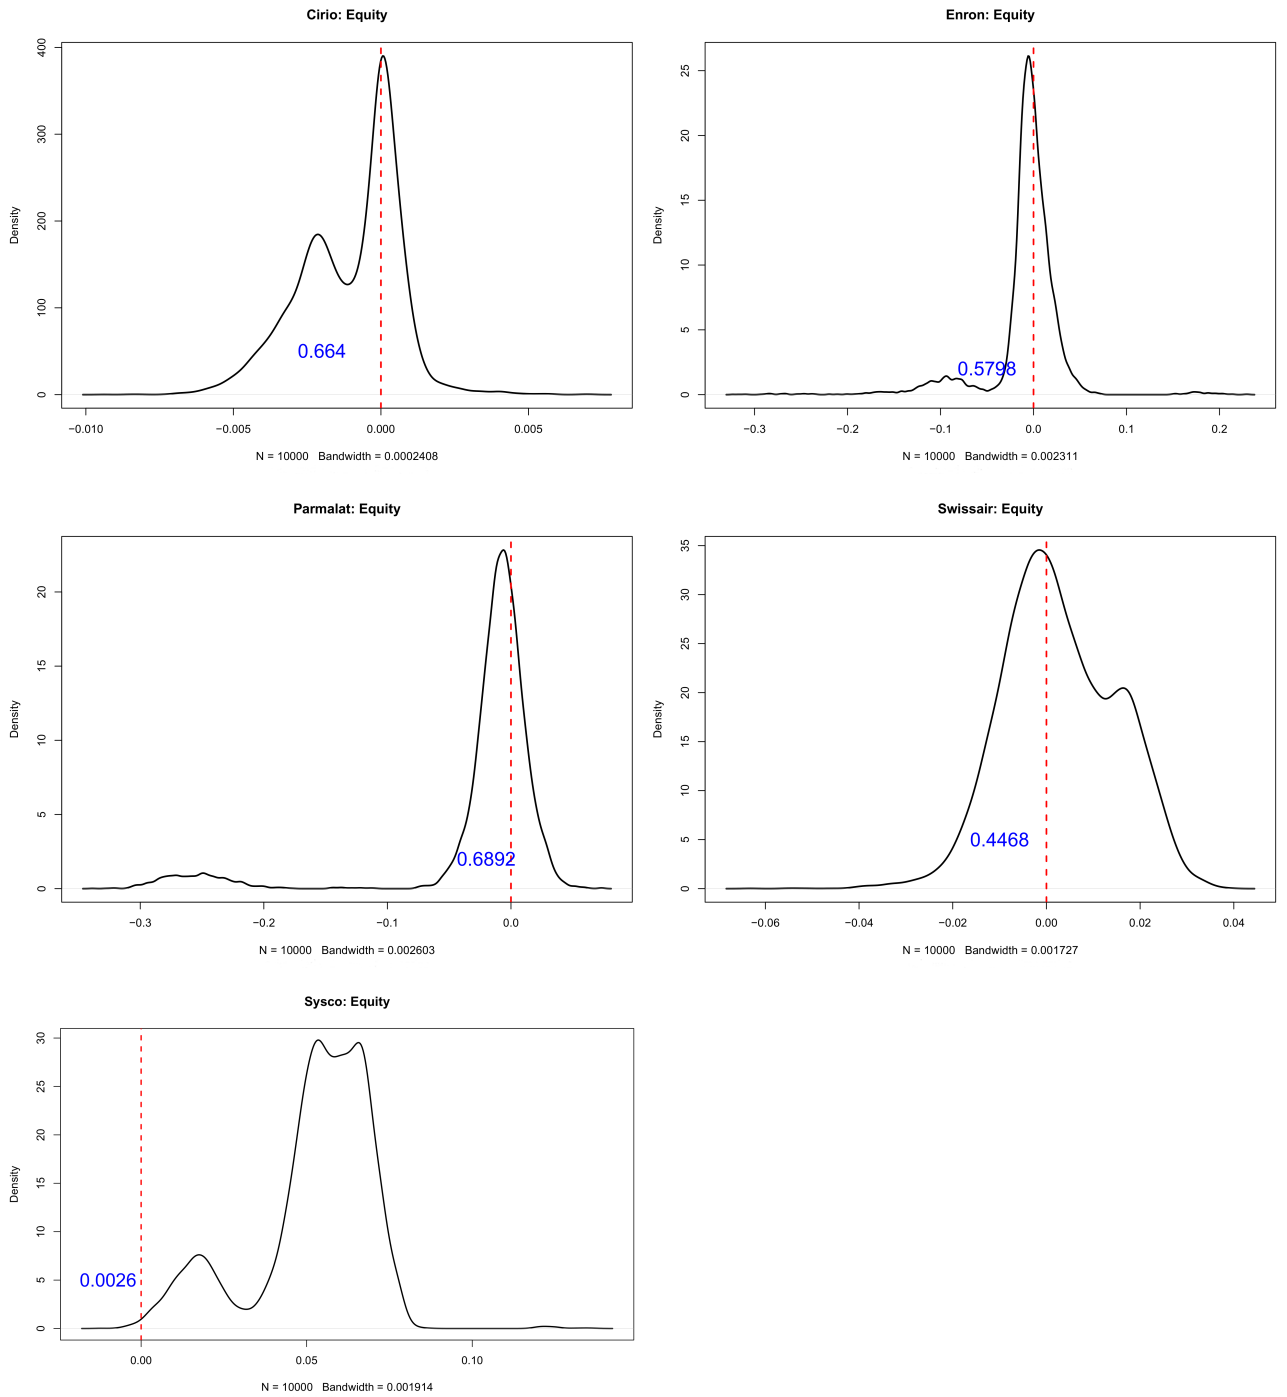 Cirio: Equity
Density
400
300
200
100
0
0.664
−0.010 −0.005 0.000 0.005
N = 10000 Bandwidth = 0.0002408
Enron: Equity
Density
25
20
15
10
5
0
0.5798
−0.3 −0.2 −0.1 0.0 0.1 0.2
N = 10000 Bandwidth = 0.002311
Parmalat: Equity
Density
20
15
10
5
0
0.6892
−0.3 −0.2 −0.1 0.0
N = 10000 Bandwidth = 0.002603
Swissair: Equity
Density
35
30
25
20
15
10
5
0
0.4468
−0.06 −0.04 −0.02 0.00 0.02 0.04
N = 10000 Bandwidth = 0.001727
Sysco: Equity
Density
30
25
20
15
10
5
0
0.0026
0.00 0.05 0.10
N = 10000 Bandwidth = 0.001914